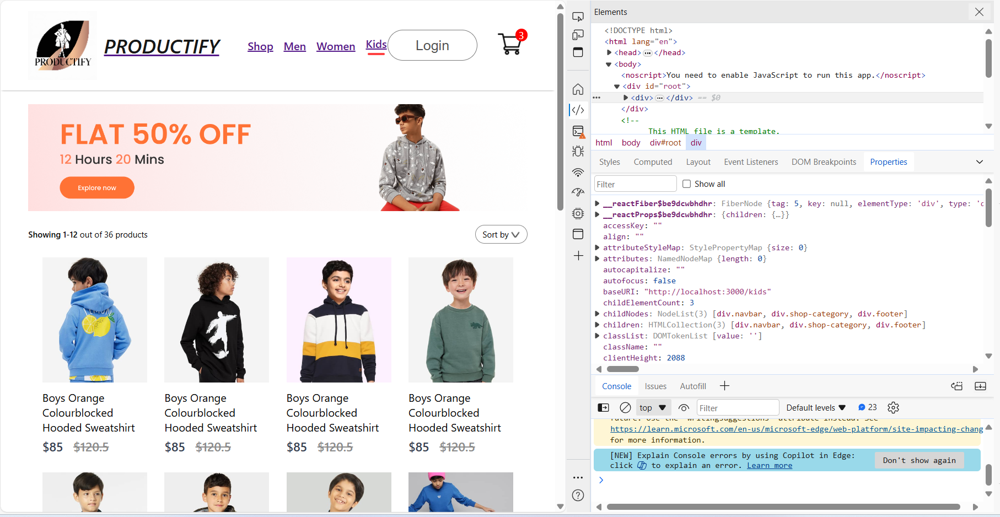 PRODUCTIFY
PRODUCTIFY
Shop Men Women Kids
Login
3
FLAT 50% OFF
12 Hours 20 Mins
Explore now
Showing 1-12 out of 36 products
Sort by
Boys Orange
Colourblocked
Hooded Sweatshirt
$85 $120.5
Boys Orange
Colourblocked
Hooded Sweatshirt
$85 $120.5
Boys Orange
Colourblocked
Hooded Sweatshirt
$85 $120.5
Boys Orange
Colourblocked
Hooded Sweatshirt
$85 $120.5
Elements
<!DOCTYPE html>
<html lang="en">
<head>…</head>
<body>
<noscript>You need to enable JavaScript to run this app.</noscript>
<div id="root">
<div>…</div> == $0
</div>
<!--
This HTML file is a template.
html body div#root div
Styles Computed Layout Event Listeners DOM Breakpoints Properties
Filter Show all
__reactFiber$be9dcwbhdhr: FiberNode {tag: 5, key: null, elementType: 'div', type: 'd
__reactProps$be9dcwbhdhr: {children: {…}}
accessKey: ""
align: ""
attributeStyleMap: StylePropertyMap {size: 0}
attributes: NamedNodeMap {length: 0}
autocapitalize: ""
autofocus: false
baseURI: "http://localhost:3000/kids"
childElementCount: 3
childNodes: NodeList(3) [div.navbar, div.shop-category, div.footer]
children: HTMLCollection(3) [div.navbar, div.shop-category, div.footer]
classList: DOMTokenList [value: '']
className: ""
clientHeight: 2088
Console Issues Autofill
top Filter Default levels 23
future. Use the 'writingsuggestions' attribute instead. See
https://learn.microsoft.com/en-us/microsoft-edge/web-platform/site-impacting-chang
for more information.
[NEW] Explain Console errors by using Copilot in Edge:
click to explain an error. Learn more
Don't show again